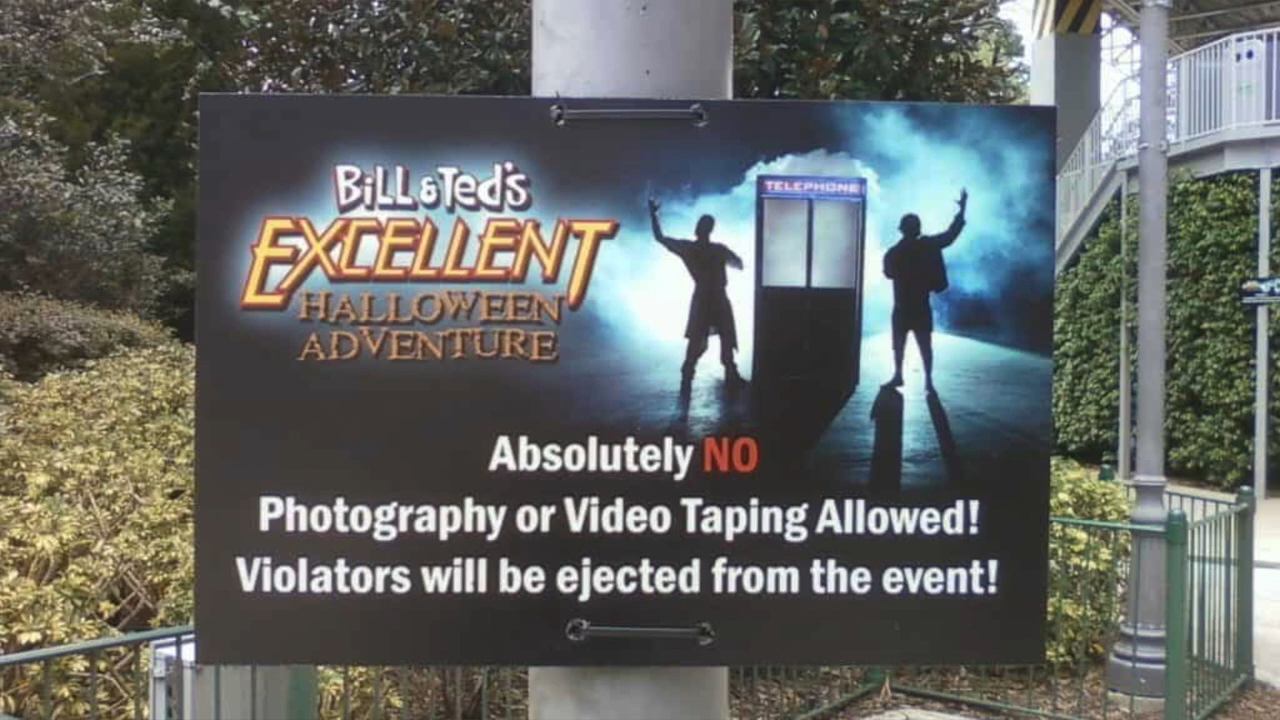 BiLL & Ted's
EXCELLENT
HALLOWEEN
ADVENTURE
TELEPHONE
Absolutely NO
Photography or Video Taping Allowed!
Violators will be ejected from the event!